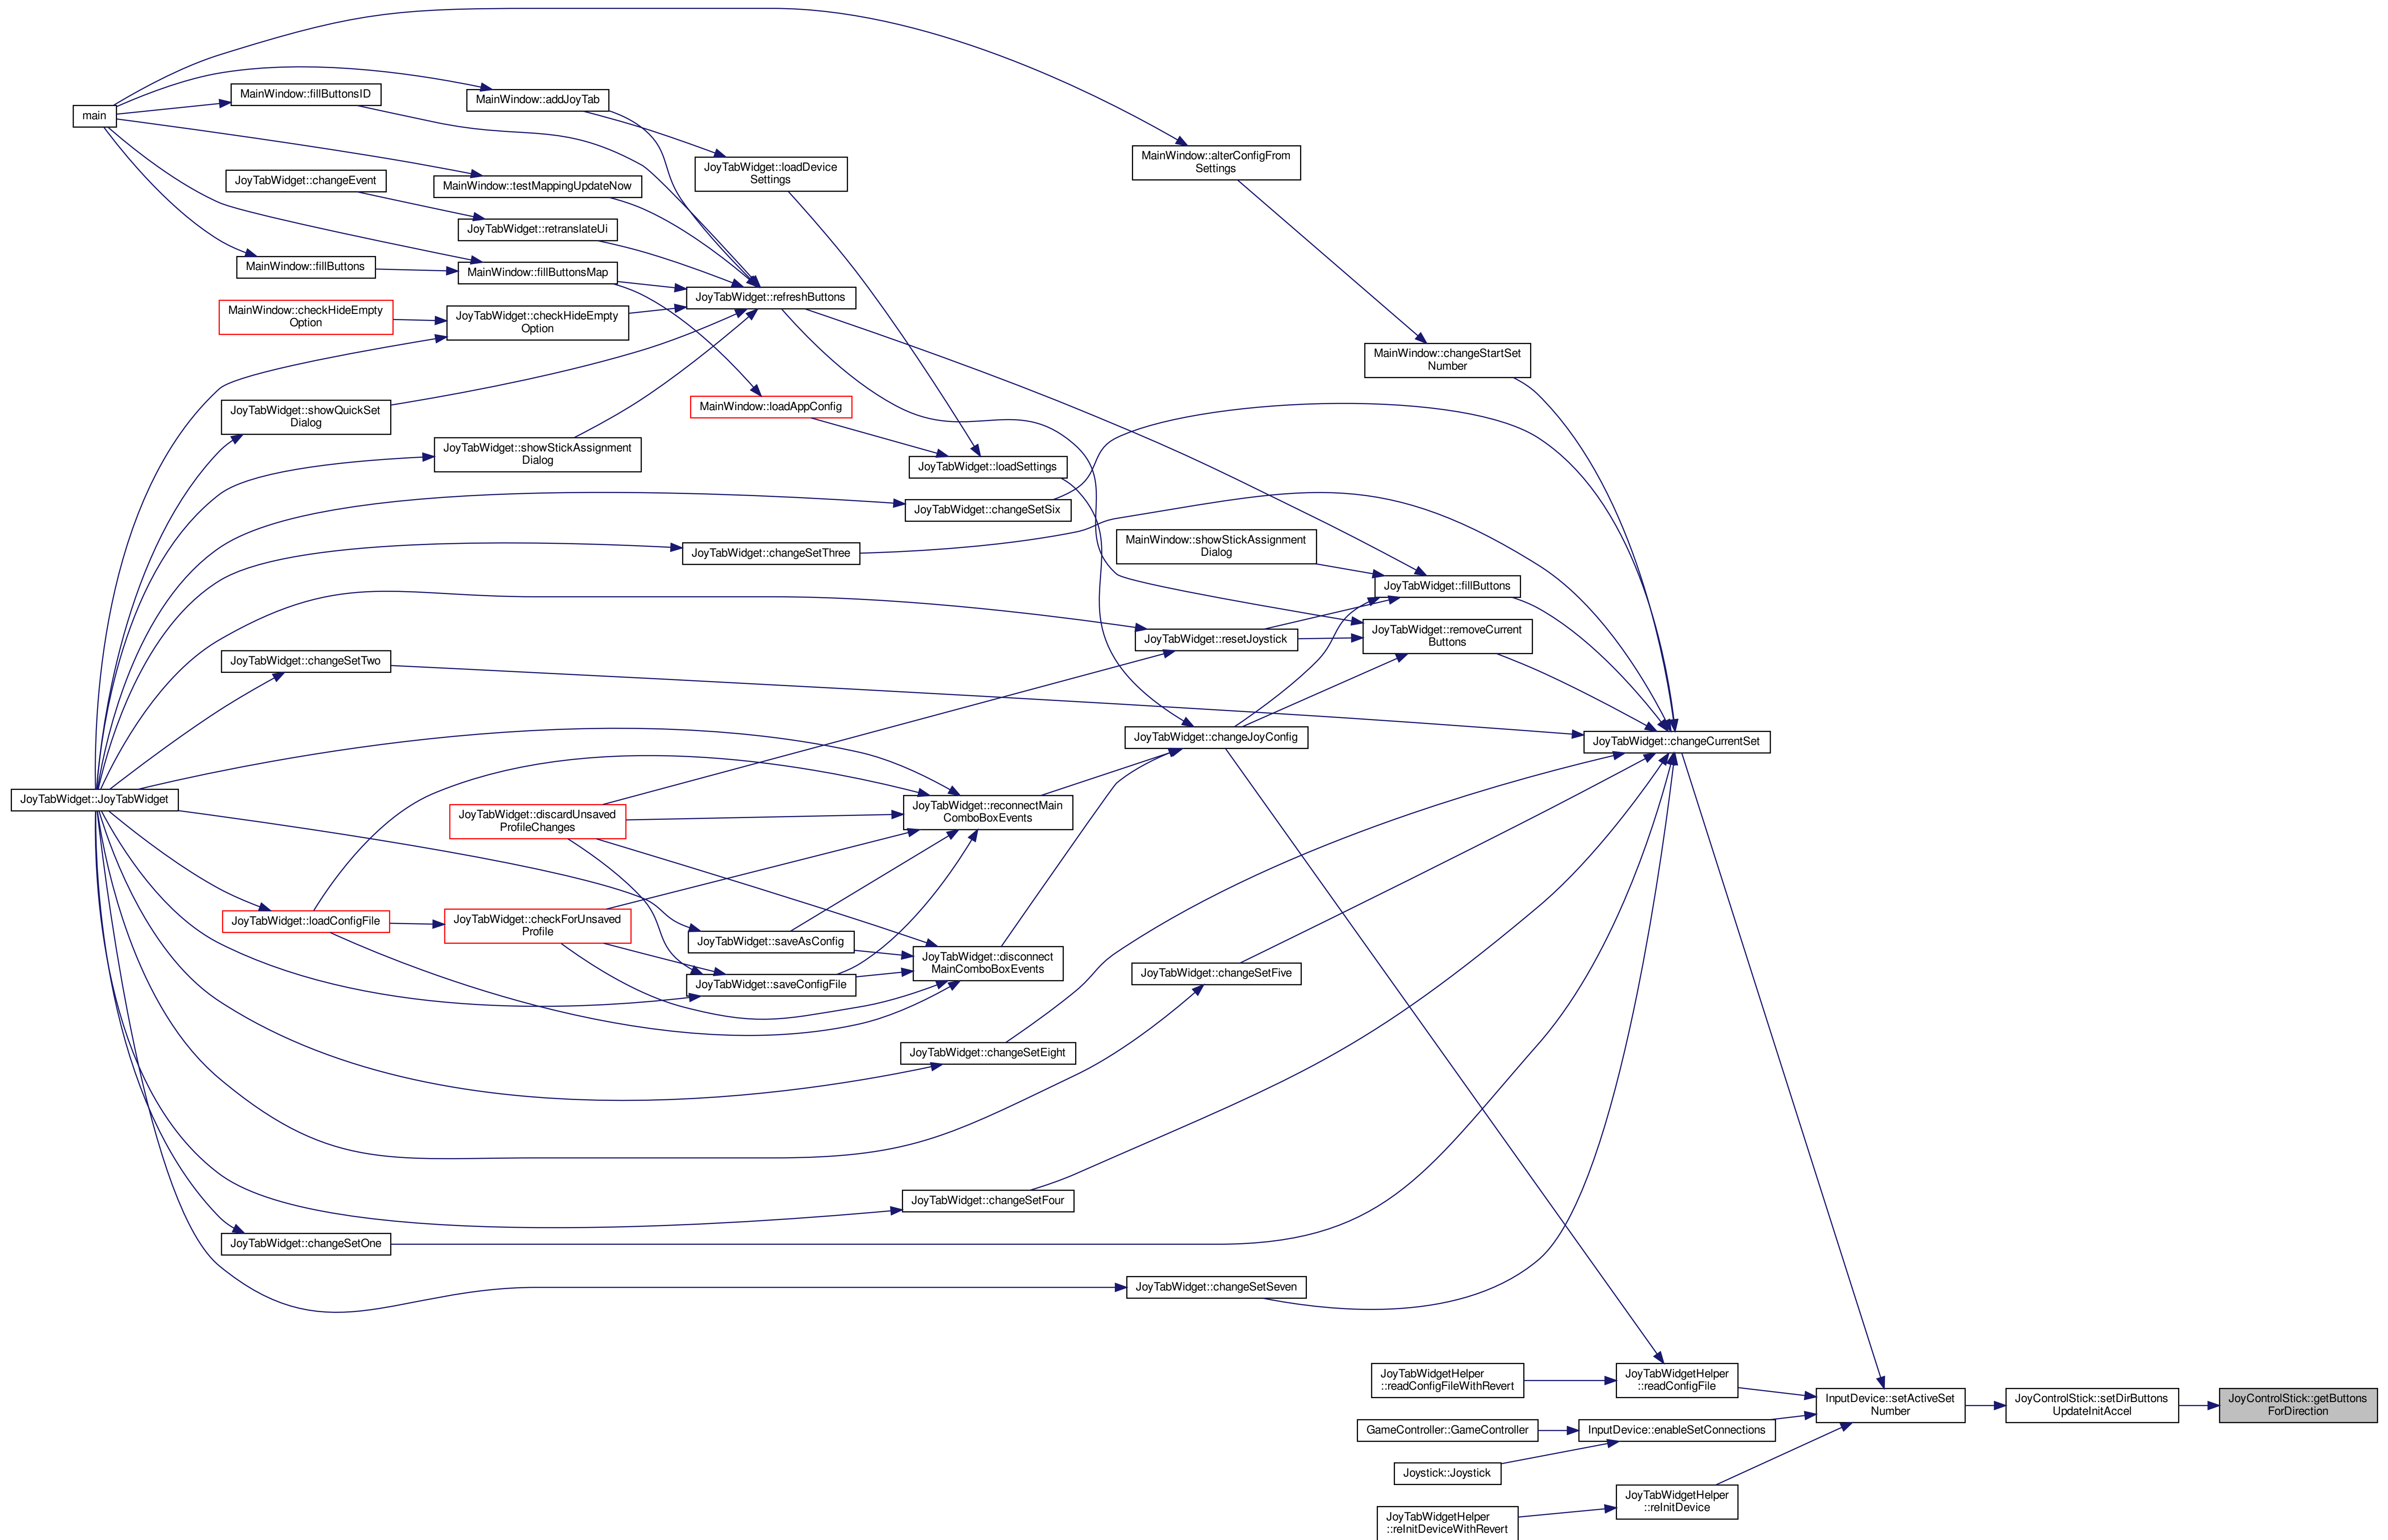 main
MainWindow::fillButtonsID
MainWindow::addJoyTab
MainWindow::alterConfigFrom
Settings
JoyTabWidget::loadDevice
Settings
JoyTabWidget::changeEvent
MainWindow::testMappingUpdateNow
JoyTabWidget::retranslateUi
MainWindow::fillButtons
MainWindow::fillButtonsMap
JoyTabWidget::refreshButtons
MainWindow::checkHideEmpty
Option
JoyTabWidget::checkHideEmpty
Option
MainWindow::changeStartSet
Number
JoyTabWidget::showQuickSet
Dialog
MainWindow::loadAppConfig
JoyTabWidget::showStickAssignment
Dialog
JoyTabWidget::loadSettings
JoyTabWidget::changeSetSix
JoyTabWidget::changeSetThree
MainWindow::showStickAssignment
Dialog
JoyTabWidget::fillButtons
JoyTabWidget::resetJoystick
JoyTabWidget::removeCurrent
Buttons
JoyTabWidget::changeSetTwo
JoyTabWidget::changeJoyConfig
JoyTabWidget::changeCurrentSet
JoyTabWidget::JoyTabWidget
JoyTabWidget::discardUnsaved
ProfileChanges
JoyTabWidget::reconnectMain
ComboBoxEvents
JoyTabWidget::loadConfigFile
JoyTabWidget::checkForUnsaved
Profile
JoyTabWidget::saveAsConfig
JoyTabWidget::disconnect
MainComboBoxEvents
JoyTabWidget::saveConfigFile
JoyTabWidget::changeSetFive
JoyTabWidget::changeSetEight
JoyTabWidget::changeSetFour
JoyTabWidget::changeSetOne
JoyTabWidget::changeSetSeven
JoyTabWidgetHelper
::readConfigFileWithRevert
JoyTabWidgetHelper
::readConfigFile
InputDevice::setActiveSet
Number
JoyControlStick::setDirButtons
UpdateInitAccel
JoyControlStick::getButtons
ForDirection
GameController::GameController
InputDevice::enableSetConnections
Joystick::Joystick
JoyTabWidgetHelper
::reInitDevice
JoyTabWidgetHelper
::reInitDeviceWithRevert